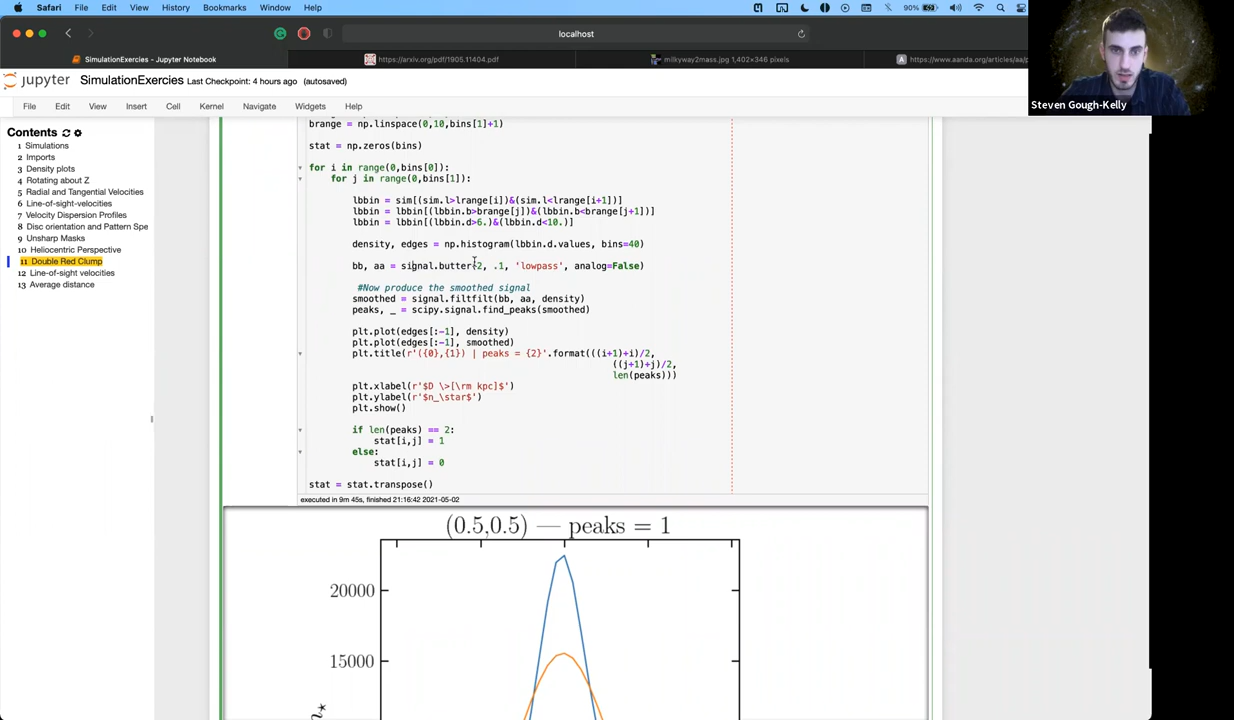 Safari File Edit View History Bookmarks Window Help 90%
localhost
SimulationExercies - Jupyter Notebook https://arxiv.org/pdf/1905.11404.pdf milkyway2mass.jpg 1,402×346 pixels https://www.aanda.org/articles/aa/p
Steven Gough-Kelly
jupyter SimulationExercies Last Checkpoint: 4 hours ago (autosaved)
File Edit View Insert Cell Kernel Navigate Widgets Help
Contents
1 Simulations
2 Imports
3 Density plots
4 Rotating about Z
5 Radial and Tangential Velocities
6 Line-of-sight-velocities
7 Velocity Dispersion Profiles
8 Disc orientation and Pattern Spe
9 Unsharp Masks
10 Heliocentric Perspective
11 Double Red Clump
12 Line-of-sight velocities
13 Average distance
brange = np.linspace(0,10,bins[1]+1)
stat = np.zeros(bins)
for i in range(0,bins[0]):
for j in range(0,bins[1]):
lbbin = sim[(sim.l>lrange[i])&(sim.l<lrange[i+1])]
lbbin = lbbin[(lbbin.b>brange[j])&(lbbin.b<brange[j+1])]
lbbin = lbbin[(lbbin.d>6.)&(lbbin.d<10.)]
density, edges = np.histogram(lbbin.d.values, bins=40)
bb, aa = signal.butter(2, .1, 'lowpass', analog=False)
#Now produce the smoothed signal
smoothed = signal.filtfilt(bb, aa, density)
peaks, _ = scipy.signal.find_peaks(smoothed)
plt.plot(edges[:-1], density)
plt.plot(edges[:-1], smoothed)
plt.title(r'({0},{1}) | peaks = {2}'.format(((i+1)+i)/2,
((j+1)+j)/2,
len(peaks)))
plt.xlabel(r'$D \>[\rm kpc]$')
plt.ylabel(r'$n_\star$')
plt.show()
if len(peaks) == 2:
stat[i,j] = 1
else:
stat[i,j] = 0
stat = stat.transpose()
executed in 9m 45s, finished 21:16:42 2021-05-02
(0.5,0.5) — peaks = 1
20000
15000